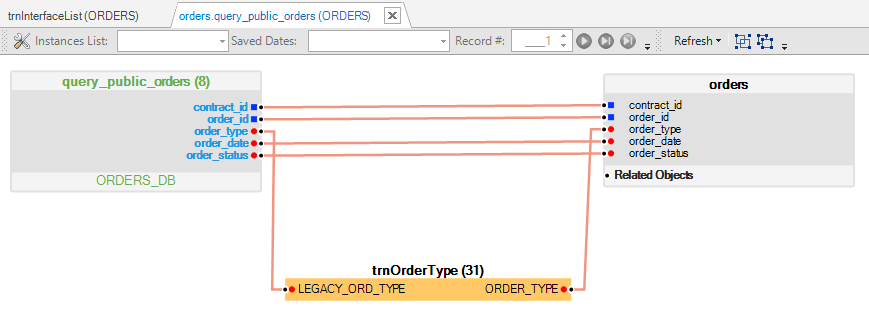 trnInterfaceList (ORDERS)
orders.query_public_orders (ORDERS)
Instances List:
Saved Dates:
Record #:
___1
Refresh
query_public_orders (8)
contract_id
order_id
order_type
order_date
order_status
ORDERS_DB
orders
contract_id
order_id
order_type
order_date
order_status
Related Objects
trnOrderType (31)
LEGACY_ORD_TYPE ORDER_TYPE